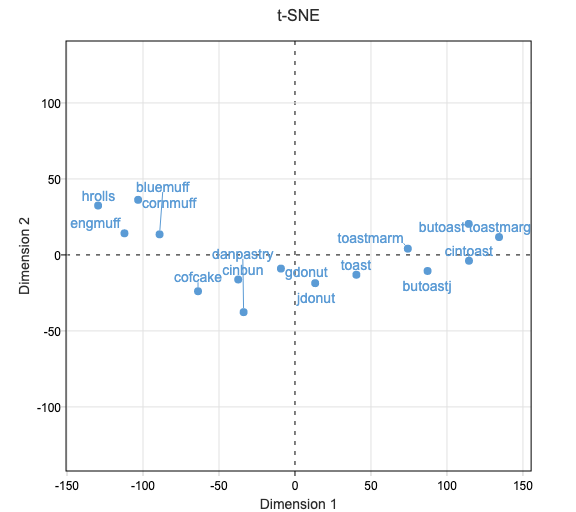 t-SNE
Dimension 2
100
50
0
-50
-100
bluemuff
hrolls
cornmuff
engmuff
butoast
toastmarg
toastmarm
danpastry
cintoast
cinbun
gdonut
toast
cofcake
butoastj
jdonut
-150
-100
-50
0
50
100
150
Dimension 1